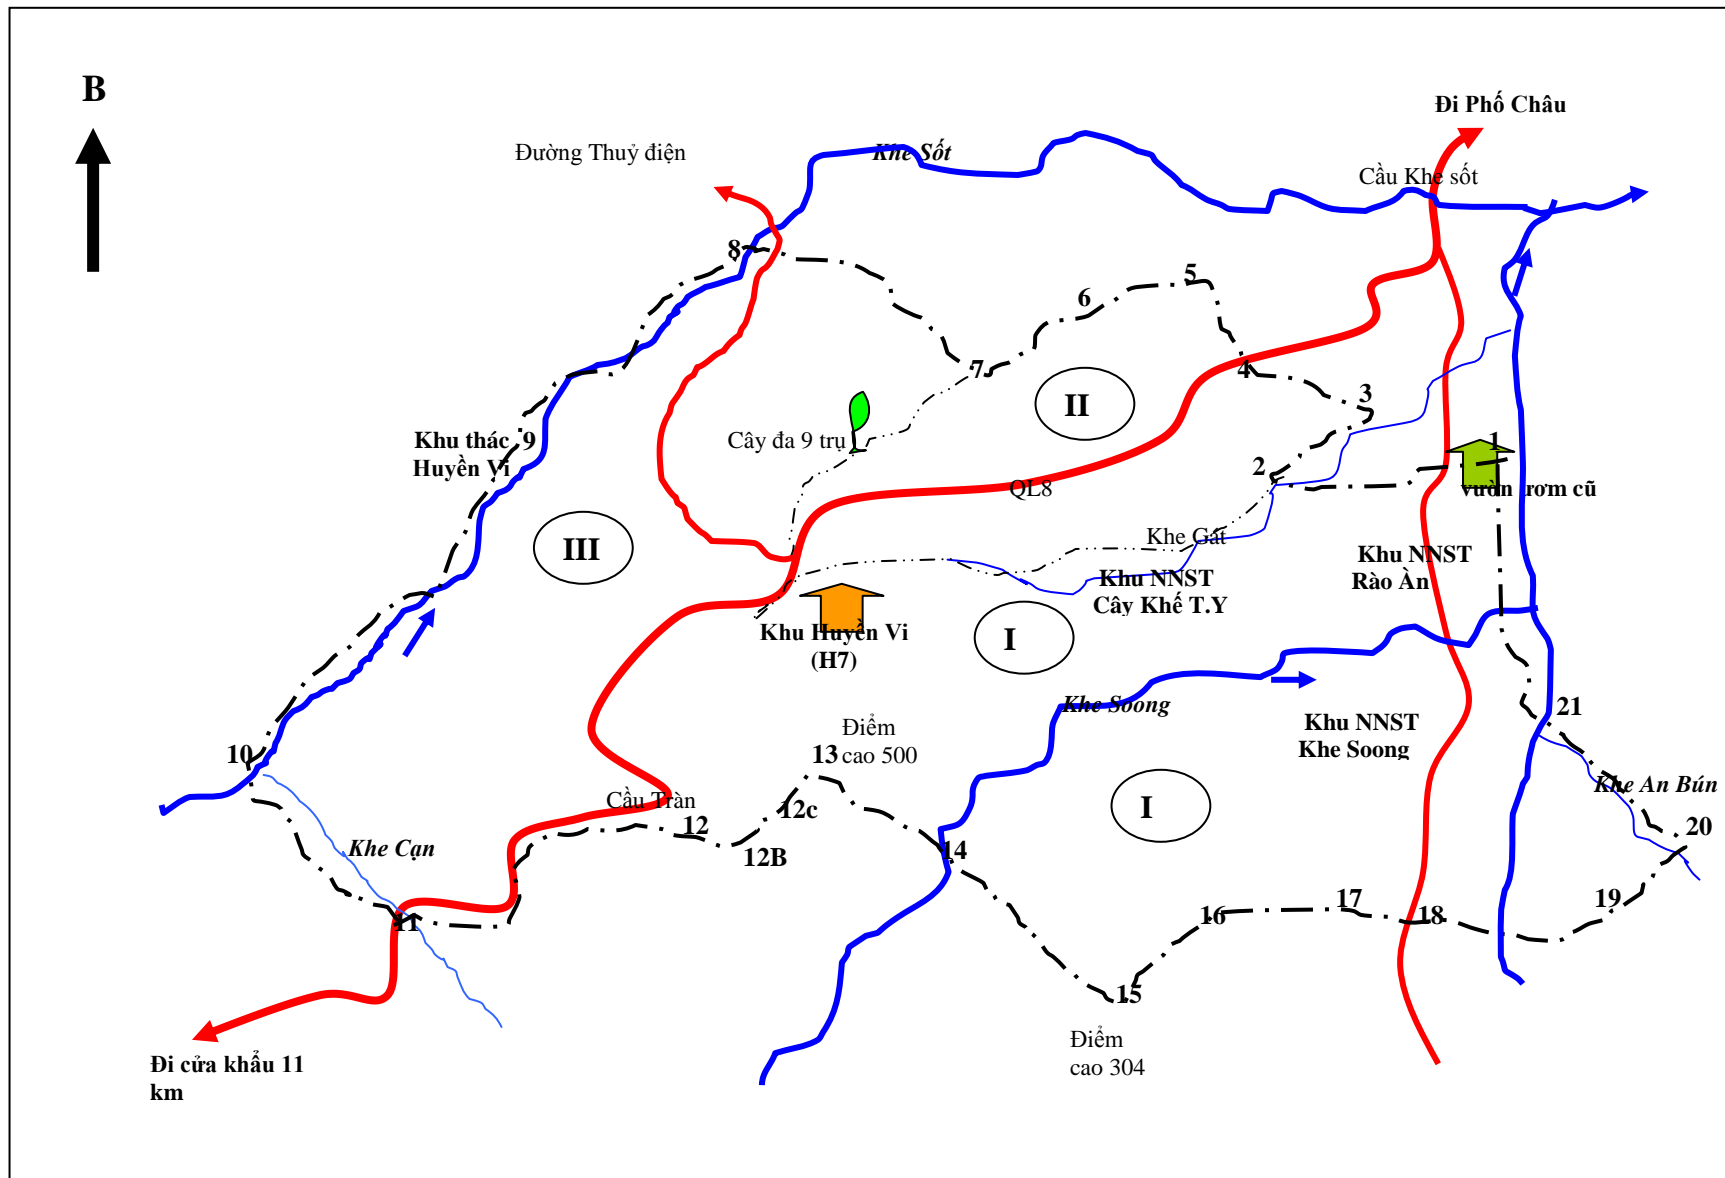 B
Đi Phố Châu
Đường Thuỷ điện
Khe Sốt
Cầu Khe sốt
8
5
6
7
4
3
II
Cây đa 9 trụ
Khu thác 9
Huyền Vi
2
1
QL8
vườn ươm cũ
III
Khe Gát
Khu NNST
Rào Àn
Khu NNST
Cây Khế T.Y
Khu Huyền Vi
(H7)
I
Khe Soong
Khu NNST
Khe Soong
21
Điểm
cao 500
13
10
Khe An Bún
Cầu Tràn
12
12c
12B
I
20
Khe Cạn
14
11
16
17
18
19
15
Điểm
cao 304
Đi cửa khẩu 11
km